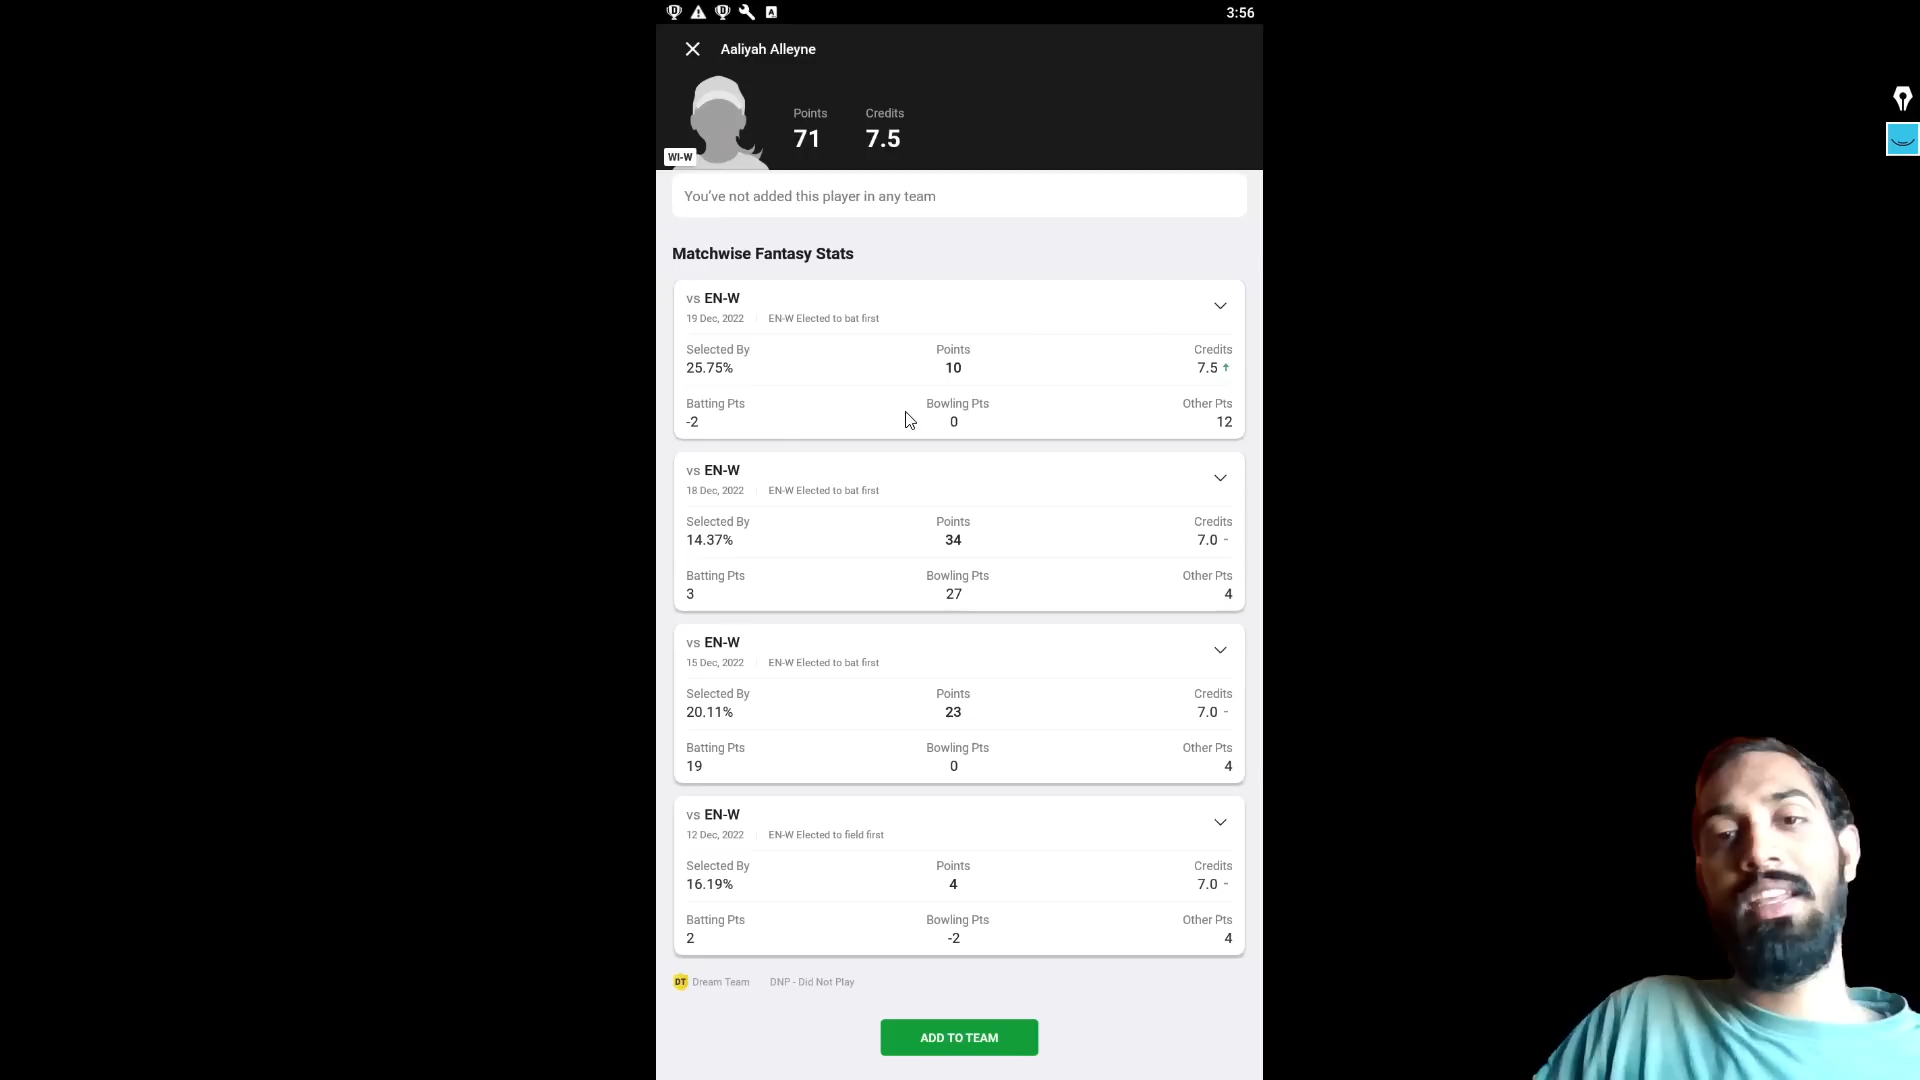 3:56
Aaliyah Alleyne
Points Credits
71 7.5
WI-W
You've not added this player in any team
Matchwise Fantasy Stats
vs EN-W
19 Dec, 2022 EN-W Elected to bat first
Selected By Points Credits
25.75% 10 7.5
Batting Pts Bowling Pts Other Pts
-2 0 12
vs EN-W
18 Dec, 2022 EN-W Elected to bat first
Selected By Points Credits
14.37% 34 7.0 -
Batting Pts Bowling Pts Other Pts
3 27 4
vs EN-W
15 Dec, 2022 EN-W Elected to bat first
Selected By Points Credits
20.11% 23 7.0 -
Batting Pts Bowling Pts Other Pts
19 0 4
vs EN-W
12 Dec, 2022 EN-W Elected to field first
Selected By Points Credits
16.19% 4 7.0 -
Batting Pts Bowling Pts Other Pts
2 -2 4
DT Dream Team DNP - Did Not Play
ADD TO TEAM